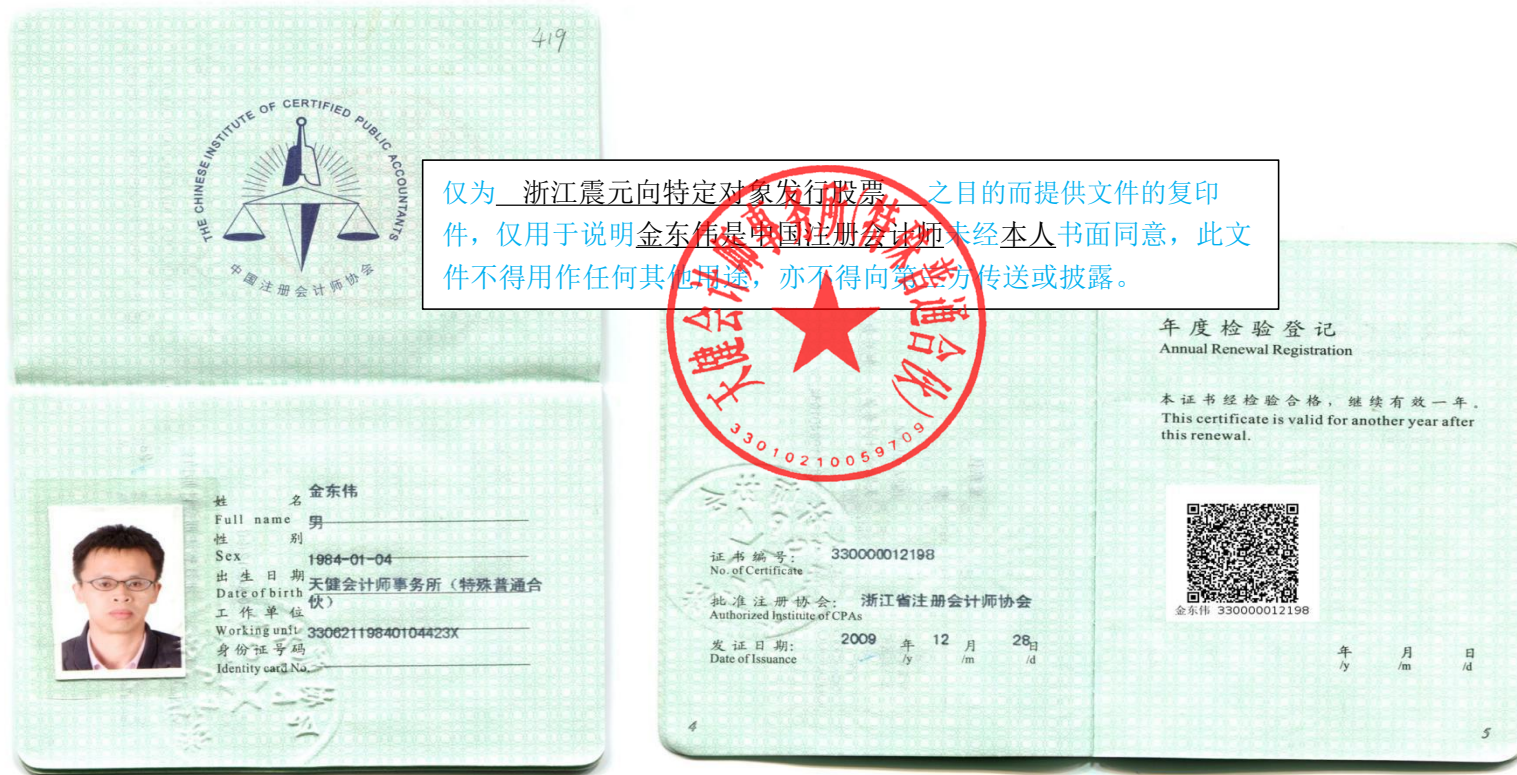 419
THE CHINESE INSTITUTE OF CERTIFIED PUBLIC ACCOUNTANTS
中国注册会计师协会
仅为 浙江震元向特定对象发行股票 之目的而提供文件的复印
件，仅用于说明金东伟是中国注册会计师未经本人书面同意，此文
件不得用作任何其他用途，亦不得向第三方传送或披露。
天健会计师事务所(特殊普通合伙)
33010210059709
姓 名 金东伟
Full name 男
性 别
Sex 1984-01-04
出生日期 天健会计师事务所（特殊普通合
Date of birth 伙）
工作单位
Working unit 33062119840104423X
身份证号码
Identity card No.
证书编号: 330000012198
No. of Certificate
批准注册协会: 浙江省注册会计师协会
Authorized Institute of CPAs
发证日期: 2009 年 12 月 28日
Date of Issuance /y /m /d
4
年度检验登记
Annual Renewal Registration
本证书经检验合格，继续有效一年。
This certificate is valid for another year after
this renewal.
金东伟 330000012198
年 月 日
/y /m /d
5